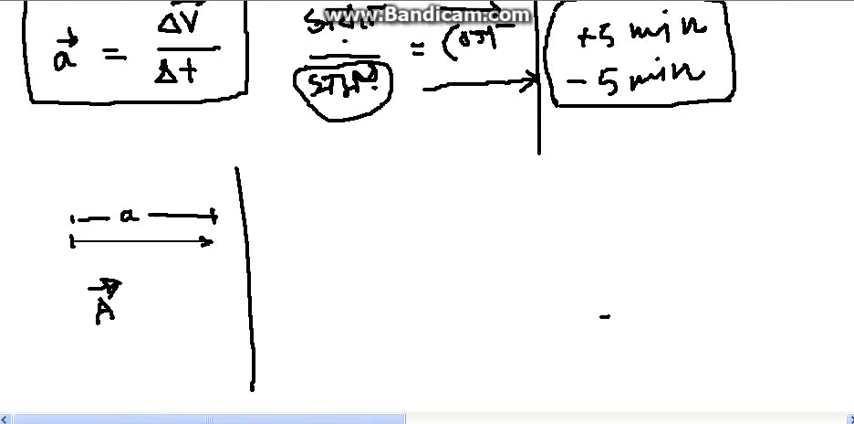 www.Bandicam.com
a⃗ = ΔV⃗ / Δt
+5 min
- 5 min
a
A⃗
-